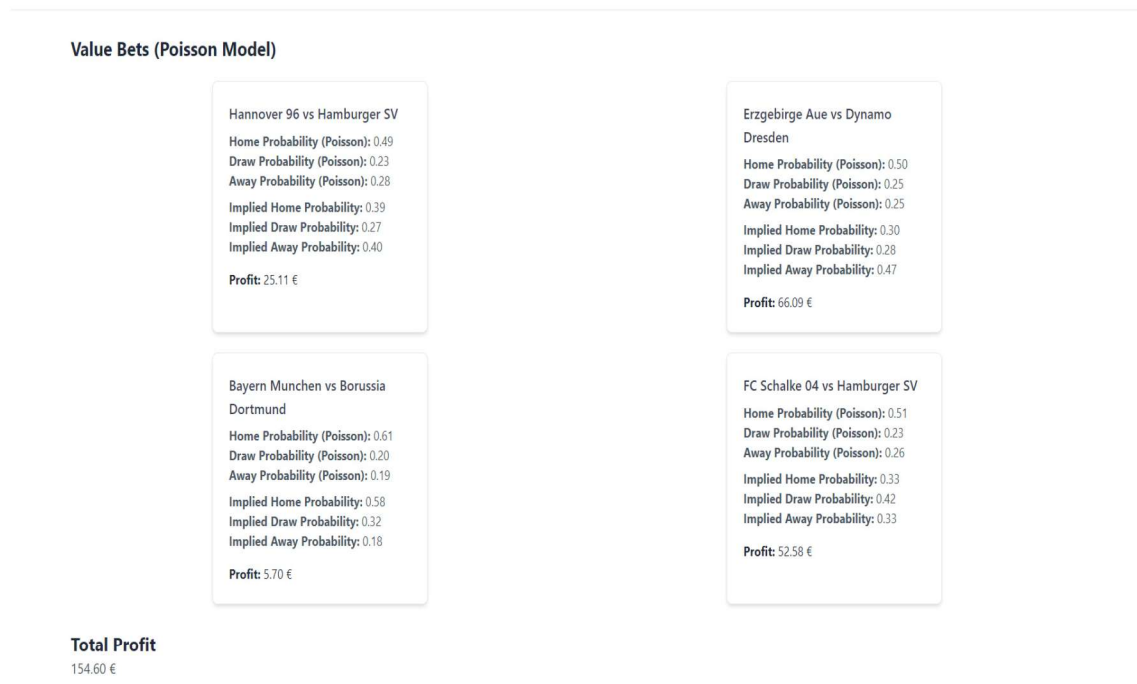 Value Bets (Poisson Model)
Hannover 96 vs Hamburger SV
Home Probability (Poisson): 0.49
Draw Probability (Poisson): 0.23
Away Probability (Poisson): 0.28
Implied Home Probability: 0.39
Implied Draw Probability: 0.27
Implied Away Probability: 0.40
Profit: 25.11 €
Erzgebirge Aue vs Dynamo
Dresden
Home Probability (Poisson): 0.50
Draw Probability (Poisson): 0.25
Away Probability (Poisson): 0.25
Implied Home Probability: 0.30
Implied Draw Probability: 0.28
Implied Away Probability: 0.47
Profit: 66.09 €
Bayern Munchen vs Borussia
Dortmund
Home Probability (Poisson): 0.61
Draw Probability (Poisson): 0.20
Away Probability (Poisson): 0.19
Implied Home Probability: 0.58
Implied Draw Probability: 0.32
Implied Away Probability: 0.18
Profit: 5.70 €
FC Schalke 04 vs Hamburger SV
Home Probability (Poisson): 0.51
Draw Probability (Poisson): 0.23
Away Probability (Poisson): 0.26
Implied Home Probability: 0.33
Implied Draw Probability: 0.42
Implied Away Probability: 0.33
Profit: 52.58 €
Total Profit
154.60 €